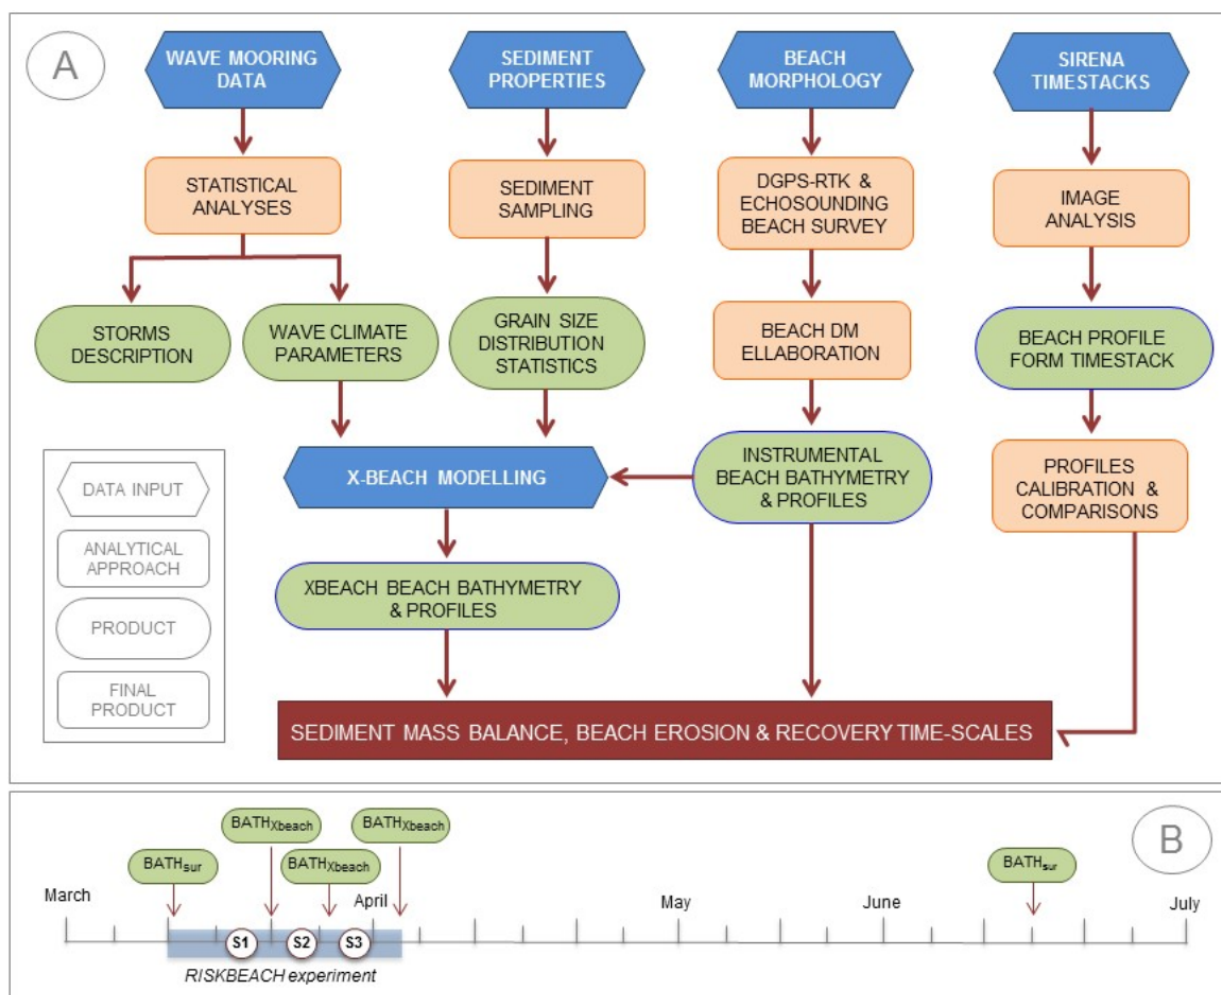 A
WAVE MOORING
DATA
SEDIMENT
PROPERTIES
BEACH
MORPHOLOGY
SIRENA
TIMESTACKS
STATISTICAL
ANALYSES
SEDIMENT
SAMPLING
DGPS-RTK &
ECHOSOUNDING
BEACH SURVEY
IMAGE
ANALYSIS
STORMS
DESCRIPTION
WAVE CLIMATE
PARAMETERS
GRAIN SIZE
DISTRIBUTION
STATISTICS
BEACH DM
ELLABORATION
BEACH PROFILE
FORM TIMESTACK
DATA INPUT
ANALYTICAL
APPROACH
PRODUCT
FINAL
PRODUCT
X-BEACH MODELLING
INSTRUMENTAL
BEACH BATHYMETRY
& PROFILES
PROFILES
CALIBRATION &
COMPARISONS
XBEACH BEACH BATHYMETRY
& PROFILES
SEDIMENT MASS BALANCE, BEACH EROSION & RECOVERY TIME-SCALES
B
BATHsur
BATHXbeach
BATHXbeach
BATHXbeach
BATHsur
March
April
May
June
July
S1
S2
S3
RISKBEACH experiment